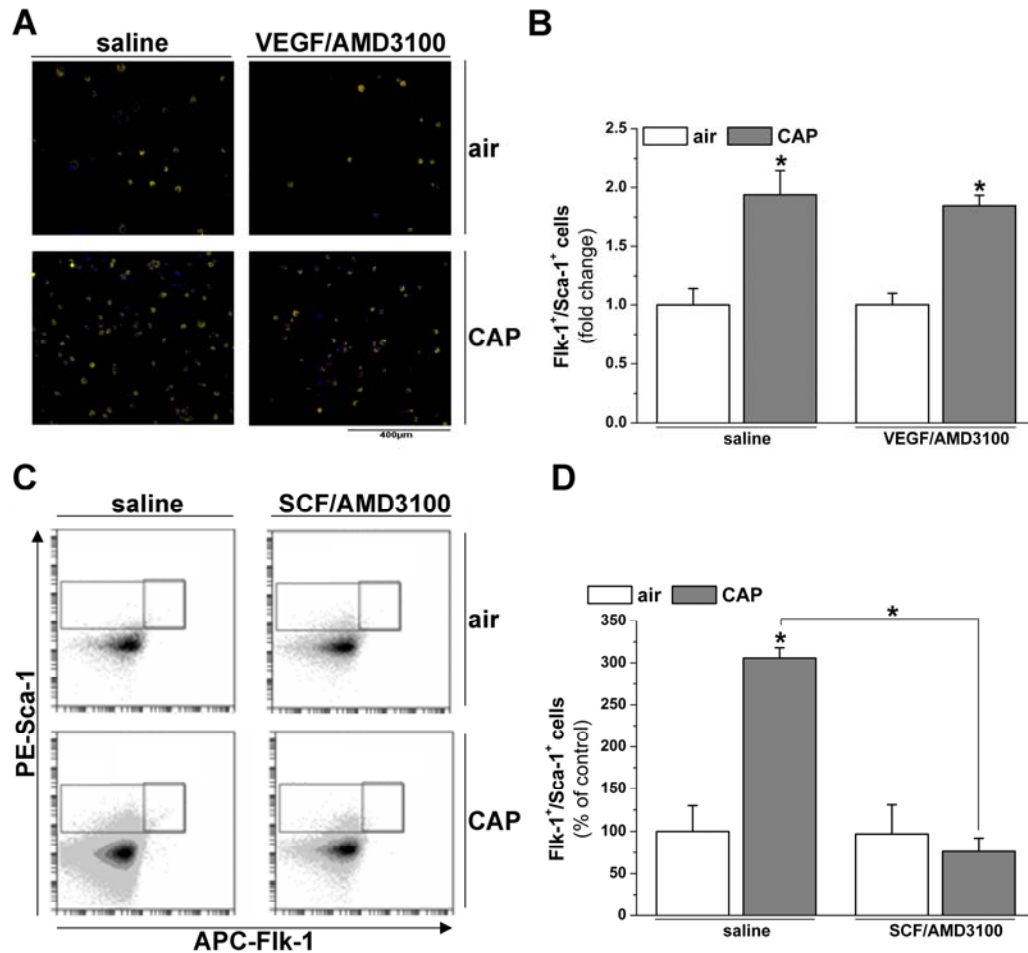 A
saline VEGF/AMD3100
air
CAP
400µm
B
air CAP
Flk-1⁺/Sca-1⁺ cells
(fold change)
2.5
2.0
1.5
1.0
0.5
0.0
* *
saline VEGF/AMD3100
C
saline SCF/AMD3100
air
CAP
PE-Sca-1
APC-Flk-1
D
air CAP
Flk-1⁺/Sca-1⁺ cells
(% of control)
350
300
250
200
150
100
50
0
* *
saline SCF/AMD3100